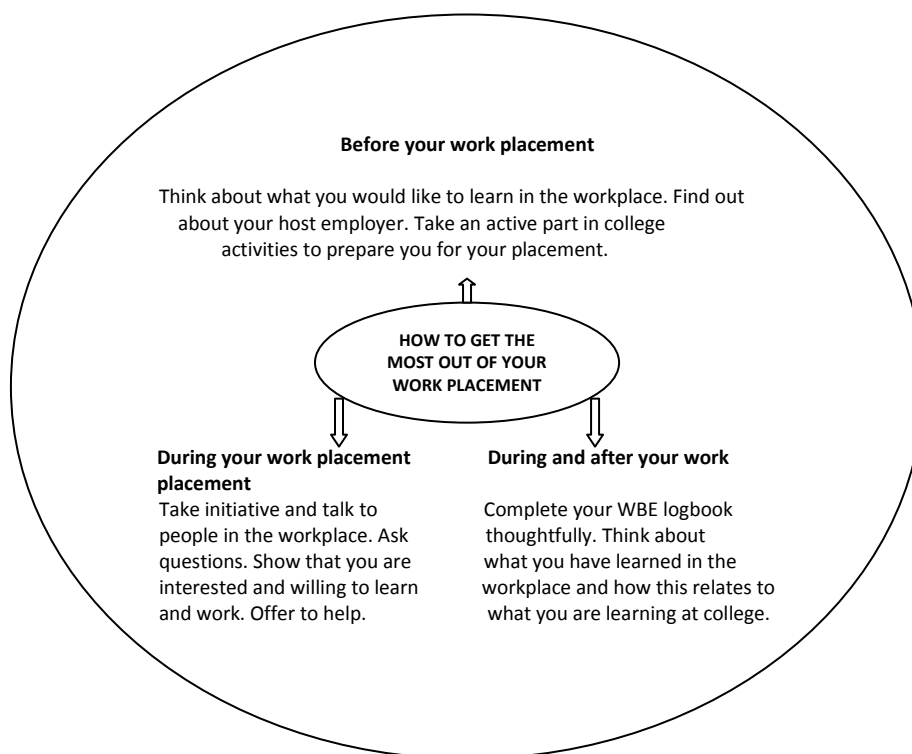 Before your work placement
Think about what you would like to learn in the workplace. Find out
about your host employer. Take an active part in college
activities to prepare you for your placement.
HOW TO GET THE
MOST OUT OF YOUR
WORK PLACEMENT
During your work placement
placement
Take initiative and talk to
people in the workplace. Ask
questions. Show that you are
interested and willing to learn
and work. Offer to help.
During and after your work
Complete your WBE logbook
thoughtfully. Think about
what you have learned in the
workplace and how this relates to
what you are learning at college.